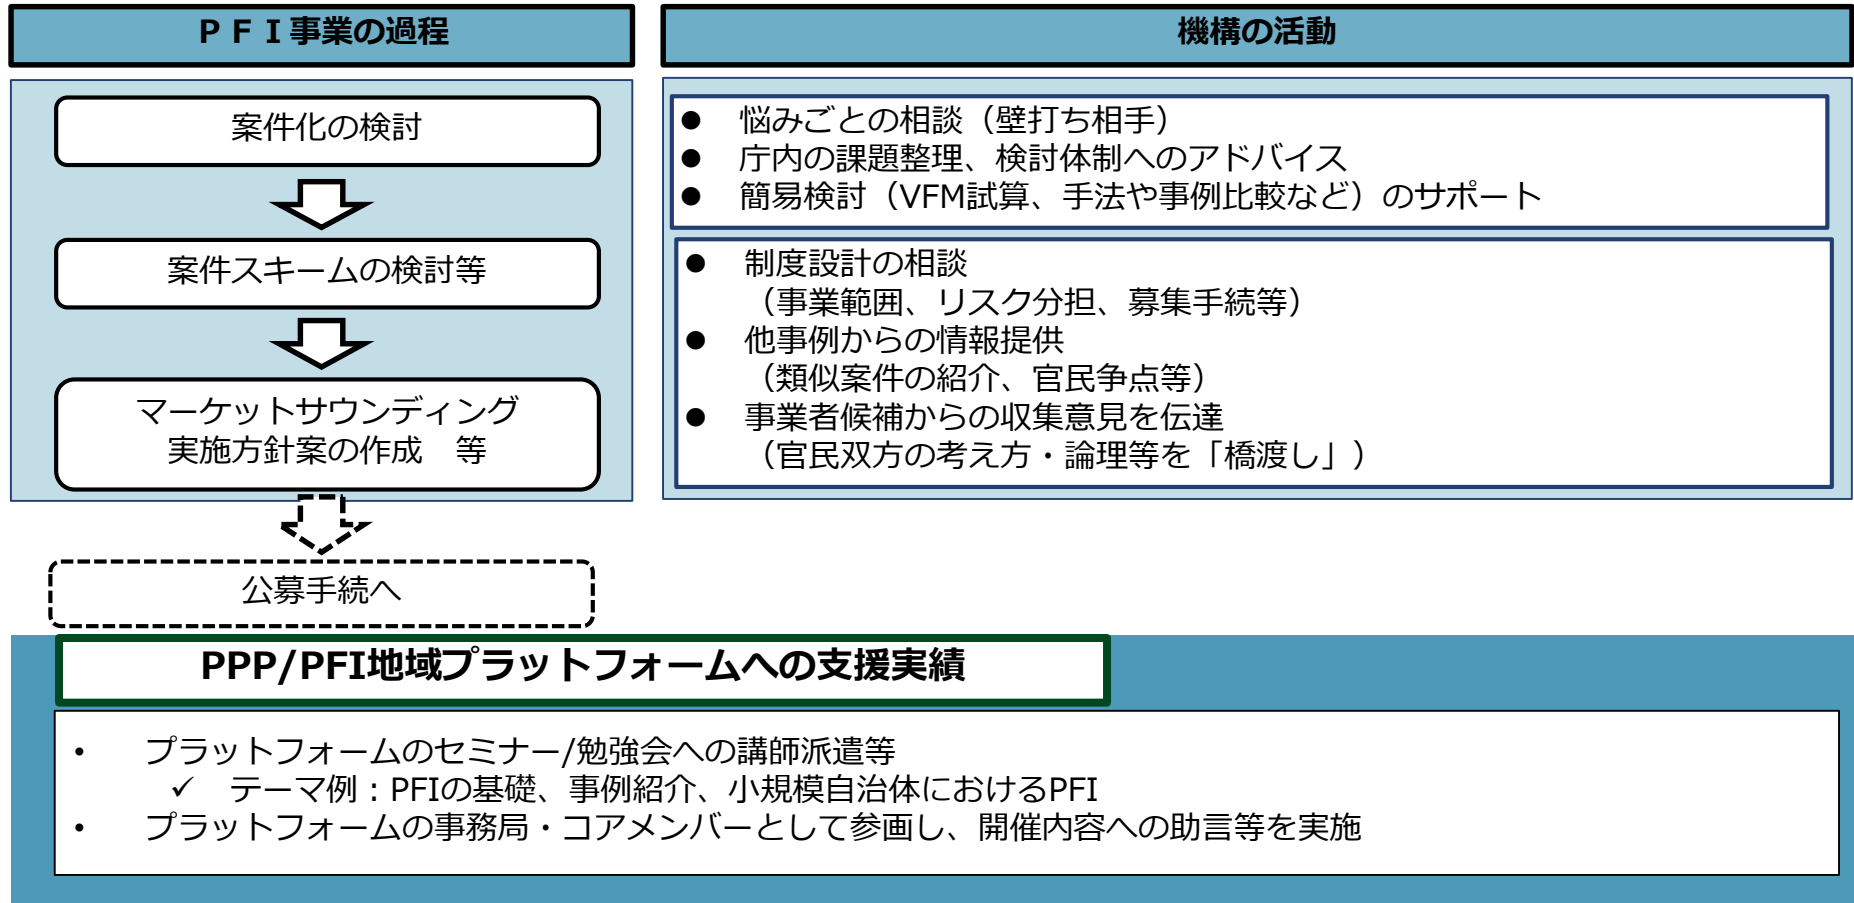 ＰＦＩ事業の過程
案件化の検討
案件スキームの検討等
マーケットサウンディング
実施方針案の作成　等
公募手続へ
機構の活動
● 悩みごとの相談（壁打ち相手）
● 庁内の課題整理、検討体制へのアドバイス
● 簡易検討（VFM試算、手法や事例比較など）のサポート
● 制度設計の相談
（事業範囲、リスク分担、募集手続等）
● 他事例からの情報提供
（類似案件の紹介、官民争点等）
● 事業者候補からの収集意見を伝達
（官民双方の考え方・論理等を「橋渡し」）
PPP/PFI地域プラットフォームへの支援実績
• プラットフォームのセミナー/勉強会への講師派遣等
✓ テーマ例：PFIの基礎、事例紹介、小規模自治体におけるPFI
• プラットフォームの事務局・コアメンバーとして参画し、開催内容への助言等を実施